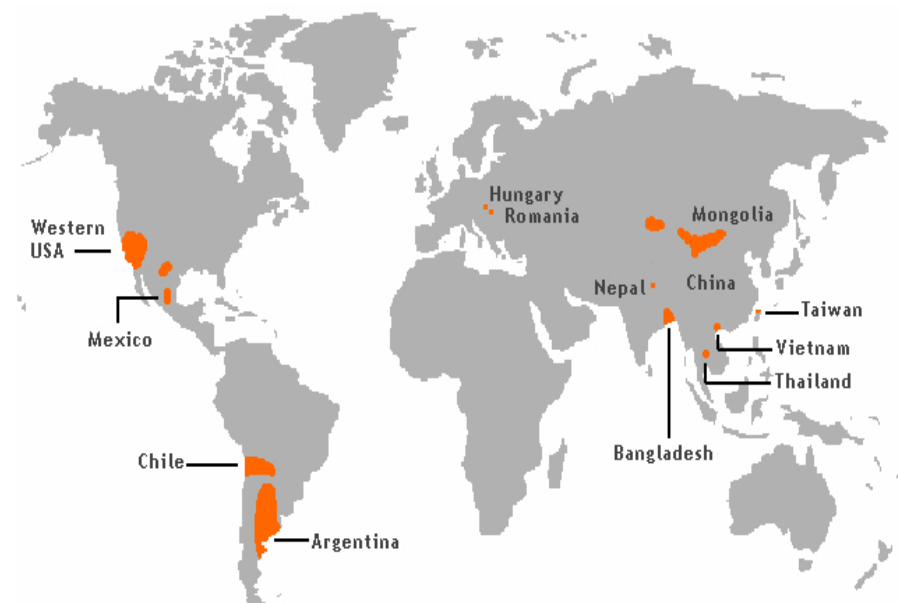 Hungary
Romania
Western
USA
Mongolia
Nepal
China
Taiwan
Mexico
Vietnam
Thailand
Bangladesh
Chile
Argentina